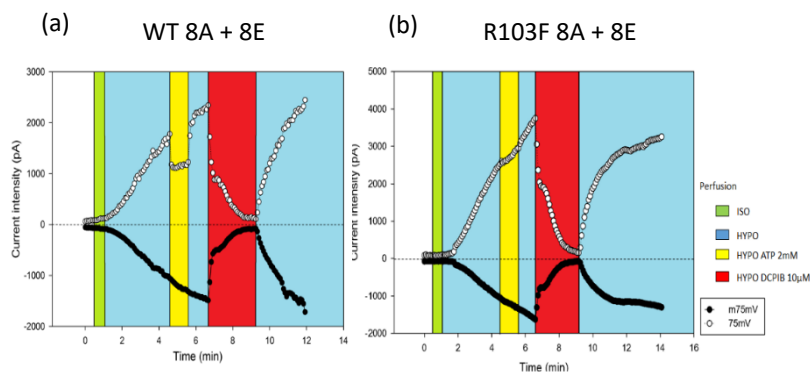 (a)
WT 8A + 8E
(b)
R103F 8A + 8E
Current intensity (pA)
3000
2000
1000
0
-1000
-2000
0 2 4 6 8 10 12 14
Time (min)
Current intensity (pA)
5000
4000
3000
2000
1000
0
-1000
-2000
0 2 4 6 8 10 12 14 16
Time (min)
Perfusion
ISO
HYPO
HYPO ATP 2mM
HYPO DCPIB 10µM
m75mV
75mV